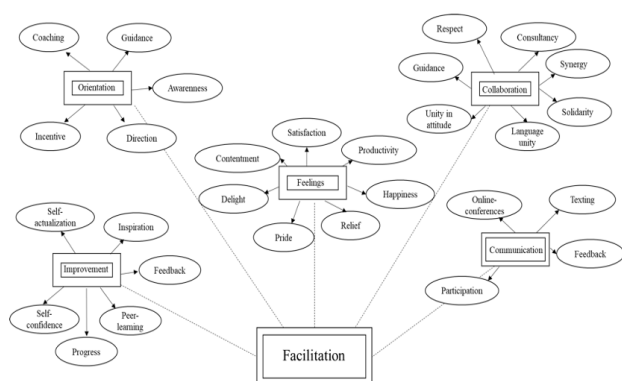 Coaching
Guidance
Orientation
Awarenness
Incentive
Direction
Respect
Consultancy
Guidance
Synergy
Collaboration
Solidarity
Unity in
attitude
Language
unity
Satisfaction
Contentment
Productivity
Feelings
Delight
Happiness
Pride
Relief
Online-
conferences
Texting
Communication
Feedback
Participation
Self-
actualization
Inspiration
Improvement
Feedback
Self-
confidence
Peer-
learning
Progress
Facilitation